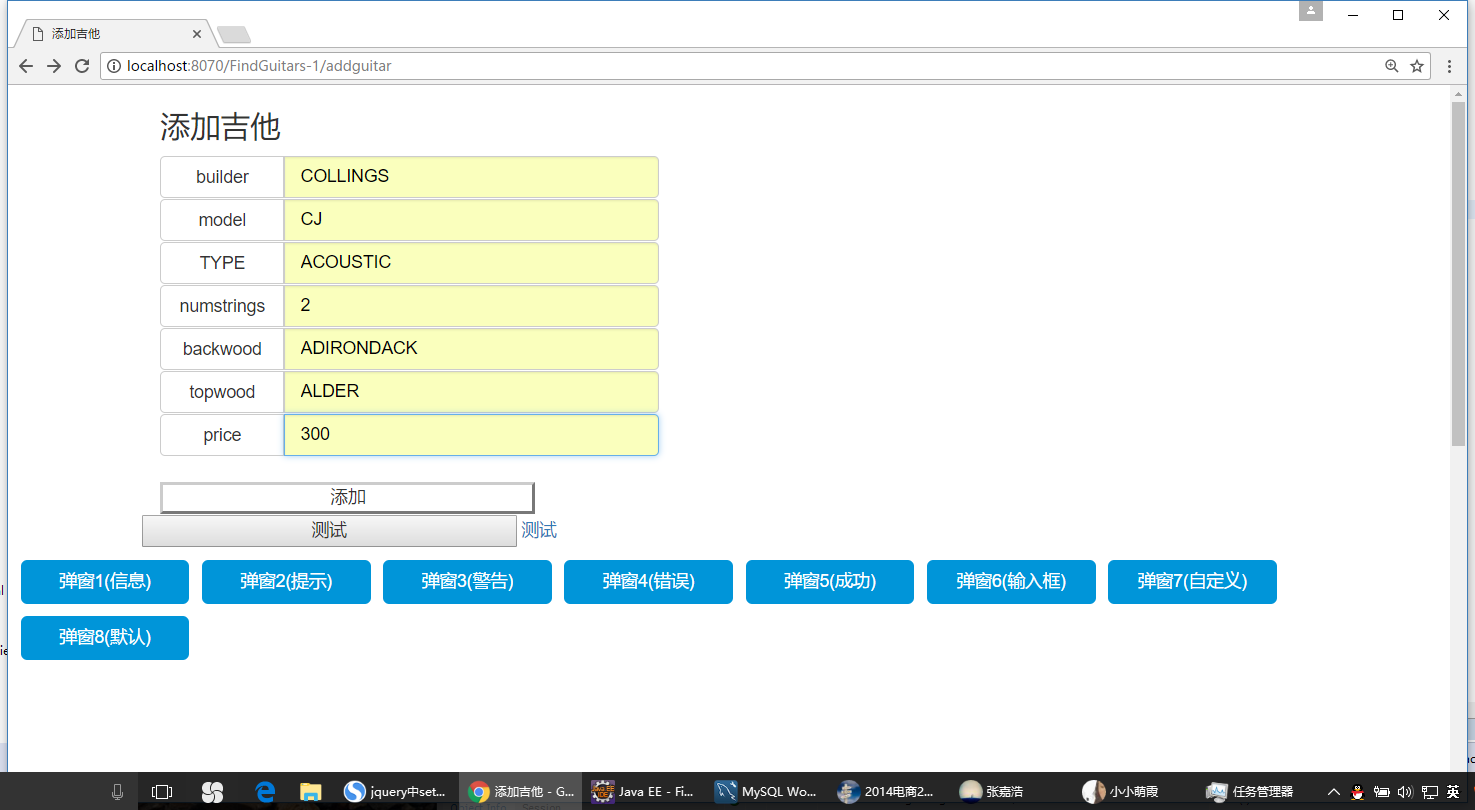 添加吉他
localhost:8070/FindGuitars-1/addguitar
添加吉他
builder COLLINGS
model CJ
TYPE ACOUSTIC
numstrings 2
backwood ADIRONDACK
topwood ALDER
price 300
添加
测试 测试
弹窗1(信息) 弹窗2(提示) 弹窗3(警告) 弹窗4(错误) 弹窗5(成功) 弹窗6(输入框) 弹窗7(自定义)
弹窗8(默认)
jquery中set... 添加吉他 - G... Java EE - Fi... MySQL Wo... 2014电商2... 张嘉浩 小小萌霞 任务管理器 英